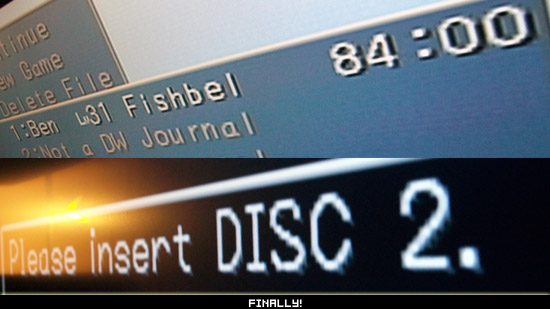 tinue
ew Game
Delete File
84:00
1:Ben Lv31 Fishbel
2:Not a DW Journal
Please insert DISC 2.
FINALLY!